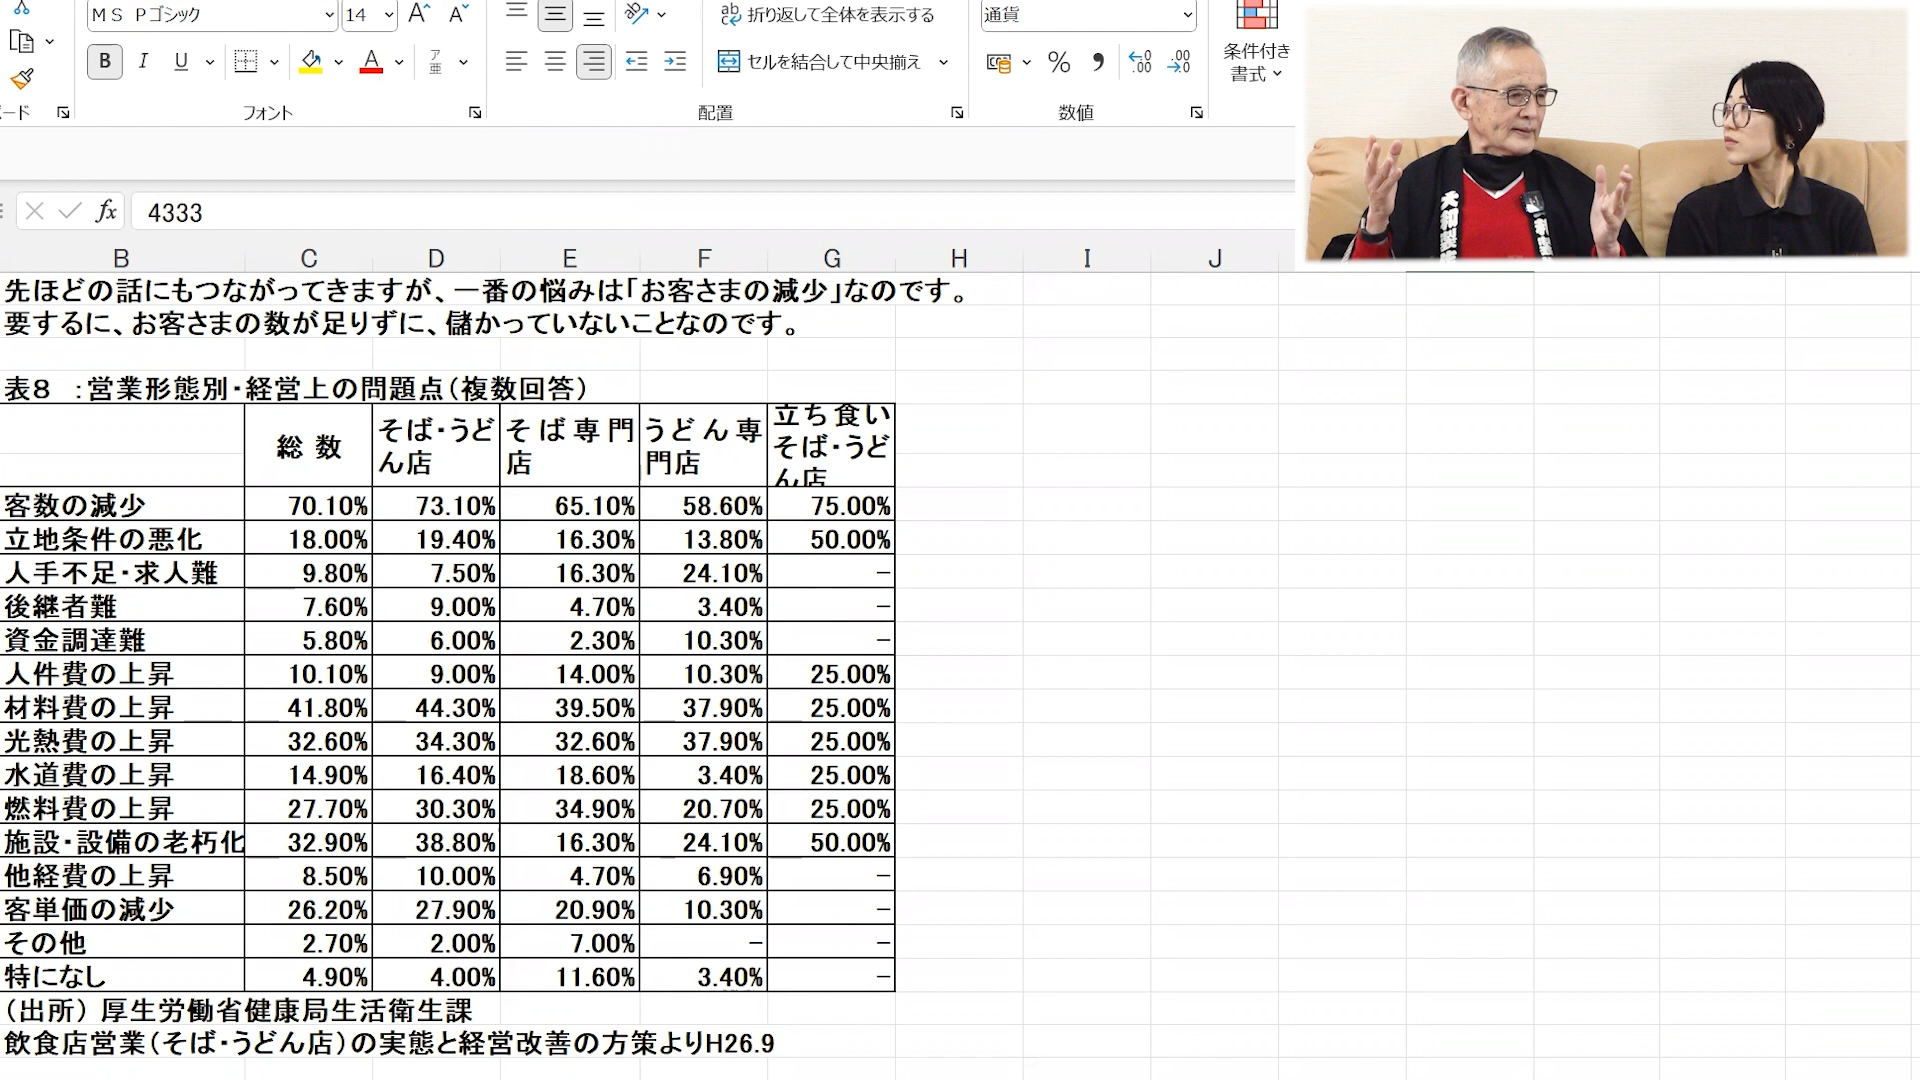 ＭＳ Ｐゴシック
14
折り返して全体を表示する
通貨
B I U
セルを結合して中央揃え
条件付き
書式
フォント
配置
数値
fx 4333
B C D E F G H I J
先ほどの話にもつながってきますが、一番の悩みは「お客さまの減少」なのです。
要するに、お客さまの数が足りずに、儲かっていないことなのです。
表８ ：営業形態別・経営上の問題点（複数回答）
総数 そば・うどん店 そば専門店 うどん専門店 立ち食いそば・うどん店
客数の減少 70.10% 73.10% 65.10% 58.60% 75.00%
立地条件の悪化 18.00% 19.40% 16.30% 13.80% 50.00%
人手不足・求人難 9.80% 7.50% 16.30% 24.10% －
後継者難 7.60% 9.00% 4.70% 3.40% －
資金調達難 5.80% 6.00% 2.30% 10.30% －
人件費の上昇 10.10% 9.00% 14.00% 10.30% 25.00%
材料費の上昇 41.80% 44.30% 39.50% 37.90% 25.00%
光熱費の上昇 32.60% 34.30% 32.60% 37.90% 25.00%
水道費の上昇 14.90% 16.40% 18.60% 3.40% 25.00%
燃料費の上昇 27.70% 30.30% 34.90% 20.70% 25.00%
施設・設備の老朽化 32.90% 38.80% 16.30% 24.10% 50.00%
他経費の上昇 8.50% 10.00% 4.70% 6.90% －
客単価の減少 26.20% 27.90% 20.90% 10.30% －
その他 2.70% 2.00% 7.00% － －
特になし 4.90% 4.00% 11.60% 3.40% －
（出所）厚生労働省健康局生活衛生課
飲食店営業（そば・うどん店）の実態と経営改善の方策よりH26.9